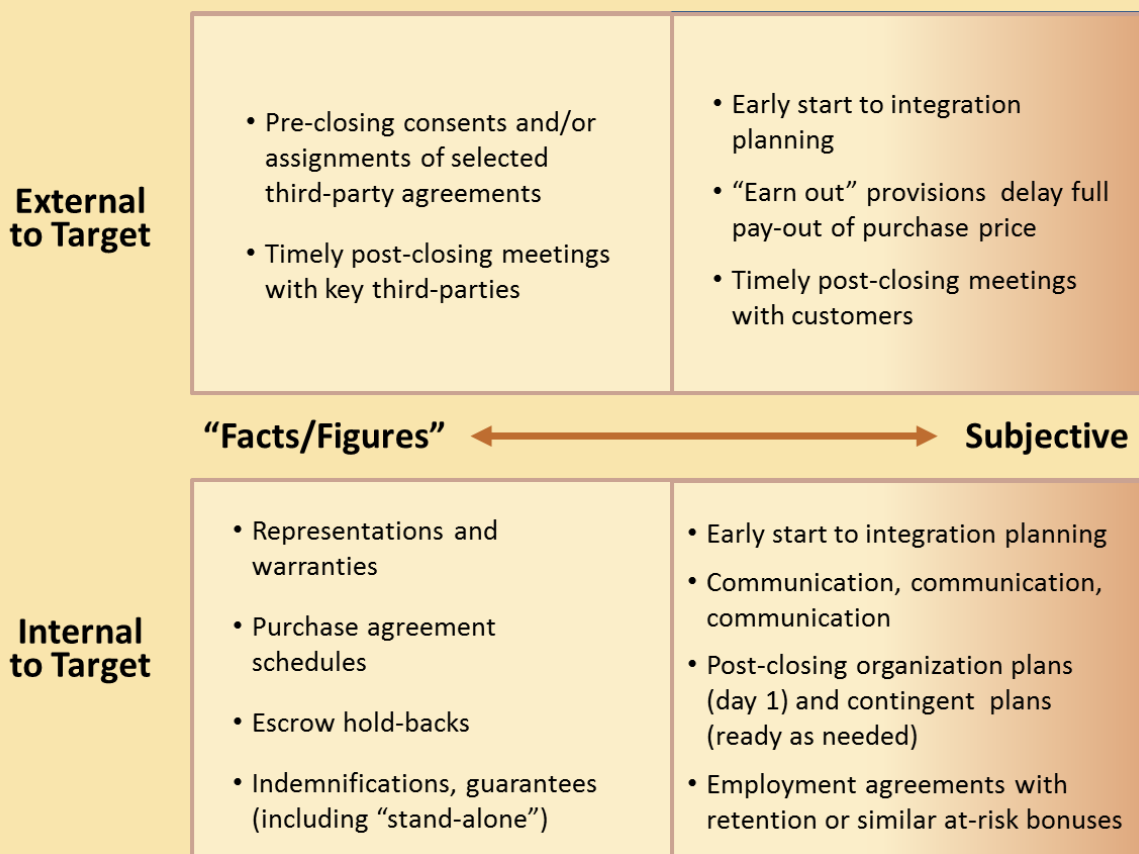 External
to Target
• Pre-closing consents and/or
assignments of selected
third-party agreements
• Timely post-closing meetings
with key third-parties
• Early start to integration
planning
• “Earn out” provisions  delay full
pay-out of purchase price
• Timely post-closing meetings
with customers
“Facts/Figures”
Subjective
Internal
to Target
• Representations and
warranties
• Purchase agreement
schedules
• Escrow hold-backs
• Indemnifications, guarantees
(including “stand-alone”)
• Early start to integration planning
• Communication, communication,
communication
• Post-closing organization plans
(day 1) and contingent  plans
(ready as needed)
• Employment agreements with
retention or similar at-risk bonuses